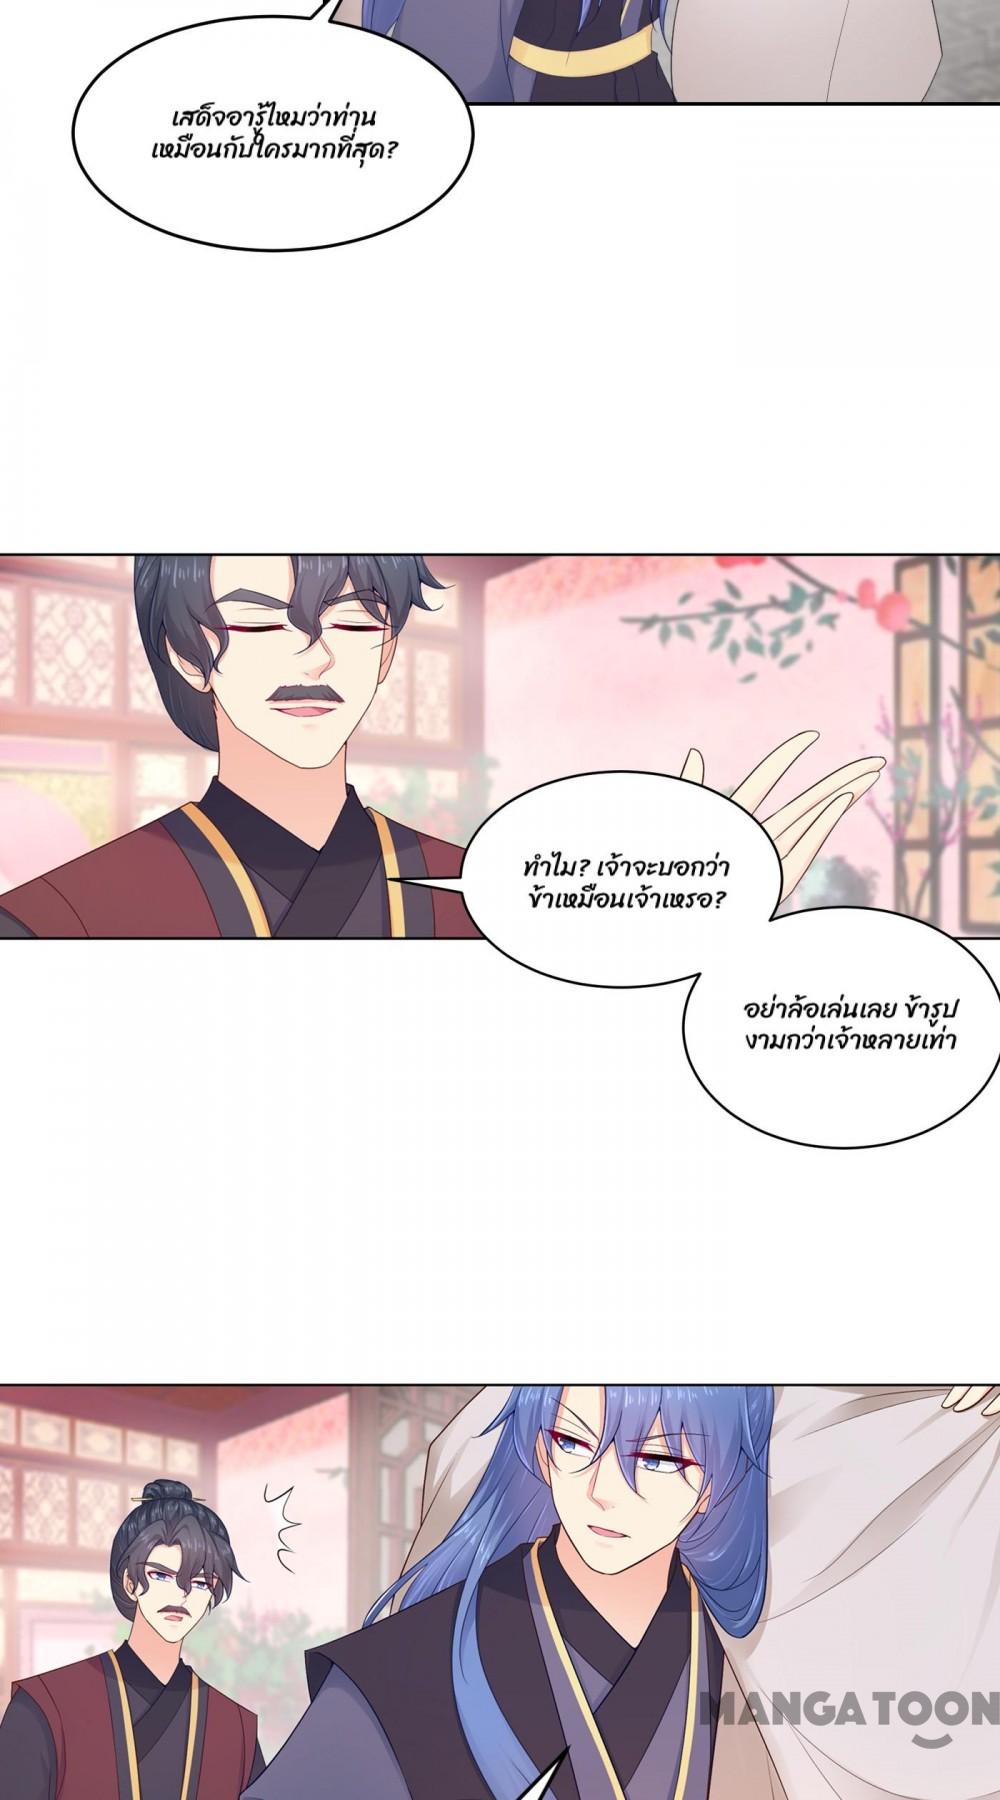 เสด็จอารู้ไหมว่าท่าน
เหมือนกับใครมากที่สุด?
ทำไม? เจ้าจะบอกว่า
ข้าเหมือนเจ้าเหรอ?
อย่าล้อเล่นเลย ข้ารูป
งามกว่าเจ้าหลายเท่า
MANGATOON